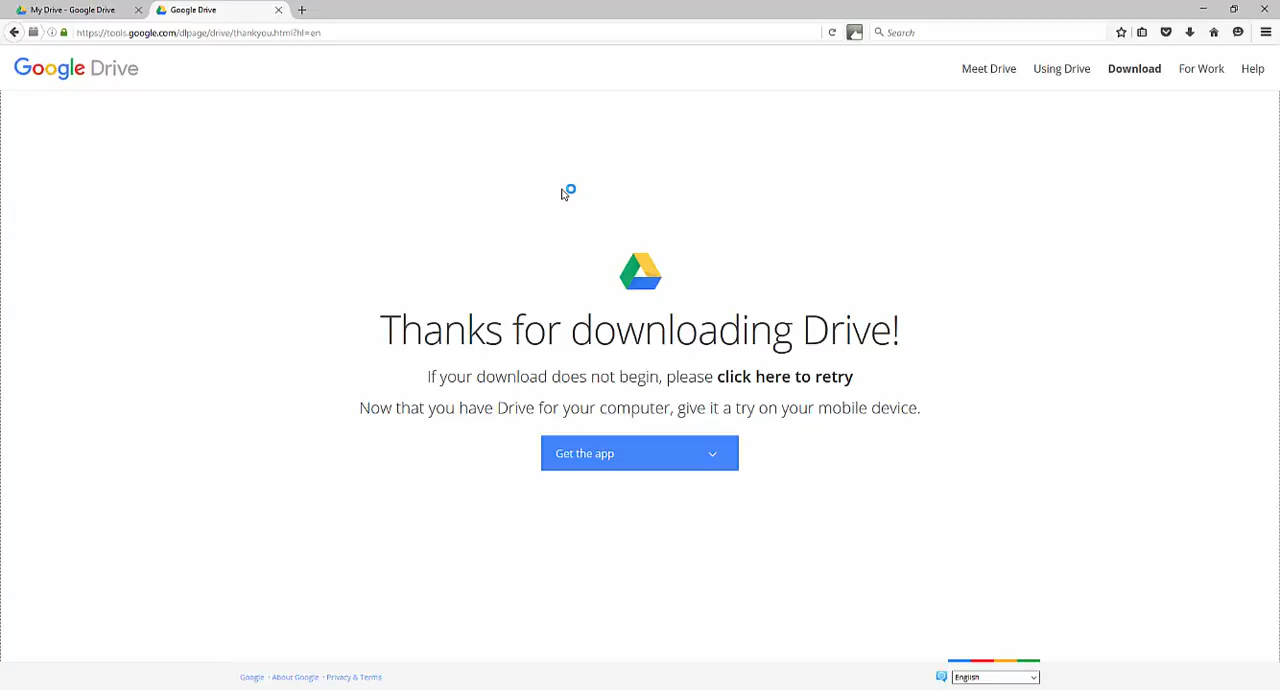 My Drive - Google Drive
Google Drive
https://tools.google.com/dlpage/drive/thankyou.html?hl=en
Search
Google Drive
Meet Drive
Using Drive
Download
For Work
Help
Thanks for downloading Drive!
If your download does not begin, please click here to retry
Now that you have Drive for your computer, give it a try on your mobile device.
Get the app
Google · About Google · Privacy & Terms
English